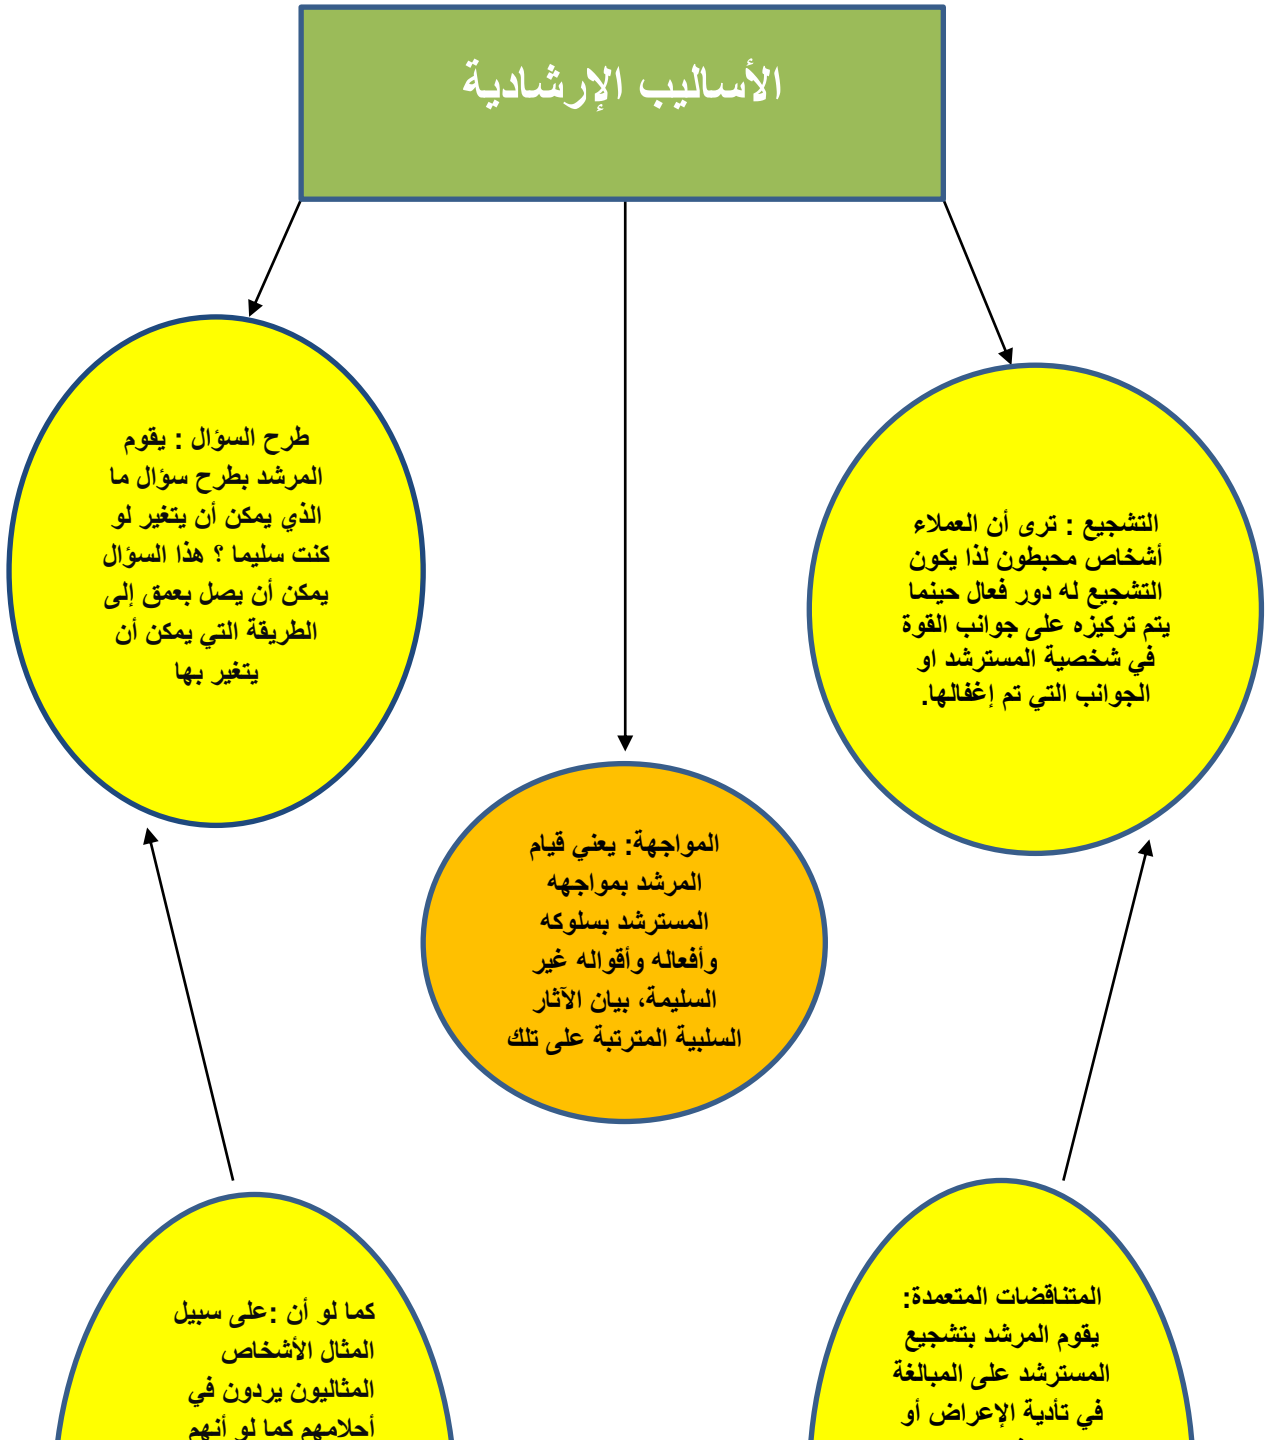 الأساليب الإرشادية
التشجيع : ترى أن العملاء
أشخاص محبطون لذا يكون
التشجيع له دور فعال حينما
يتم تركيزه على جوانب القوة
في شخصية المسترشد او
الجوانب التي تم إغفالها.
طرح السؤال : يقوم
المرشد بطرح سؤال ما
الذي يمكن أن يتغير لو
كنت سليما ؟ هذا السؤال
يمكن أن يصل بعمق إلى
الطريقة التي يمكن أن
يتغير بها
المواجهة: يعني قيام
المرشد بمواجهه
المسترشد بسلوكه
وأفعاله وأقواله غير
السليمة، بيان الآثار
السلبية المترتبة على تلك
المتناقضات المتعمدة:
يقوم المرشد بتشجيع
المسترشد على المبالغة
في تأدية الإعراض أو
كما لو أن :على سبيل
المثال الأشخاص
المثاليون يردون في
أحلامهم كما لو أنهم